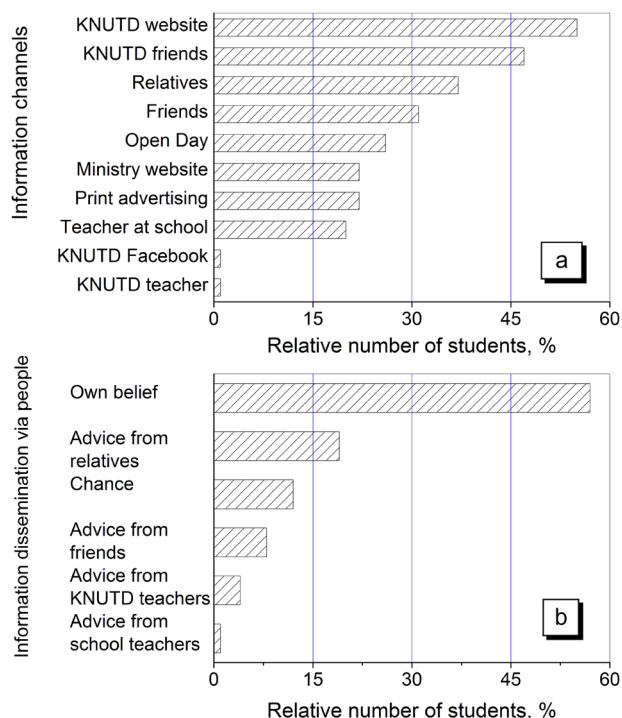 Information channels
KNUTD website
KNUTD friends
Relatives
Friends
Open Day
Ministry website
Print advertising
Teacher at school
KNUTD Facebook
KNUTD teacher
a
0 15 30 45 60
Relative number of students, %
Information dissemination via people
Own belief
Advice from
relatives
Chance
Advice from
friends
Advice from
KNUTD teachers
Advice from
school teachers
b
0 15 30 45 60
Relative number of students, %